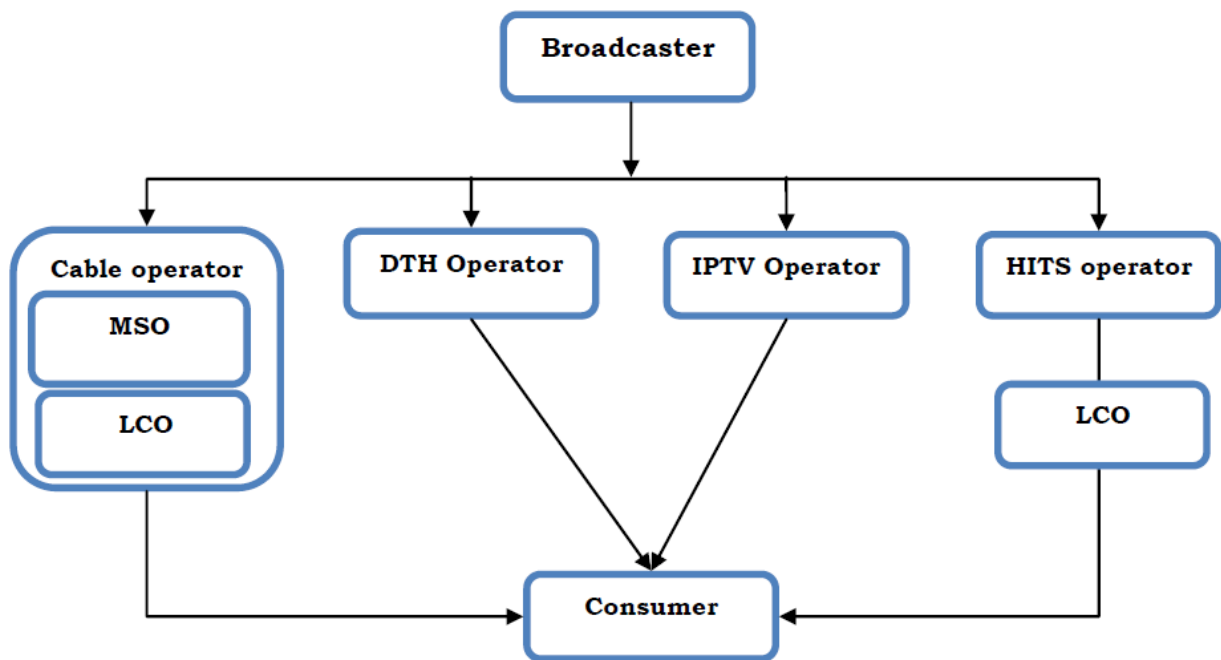 Broadcaster
Cable operator
DTH Operator
IPTV Operator
HITS operator
MSO
LCO
LCO
Consumer